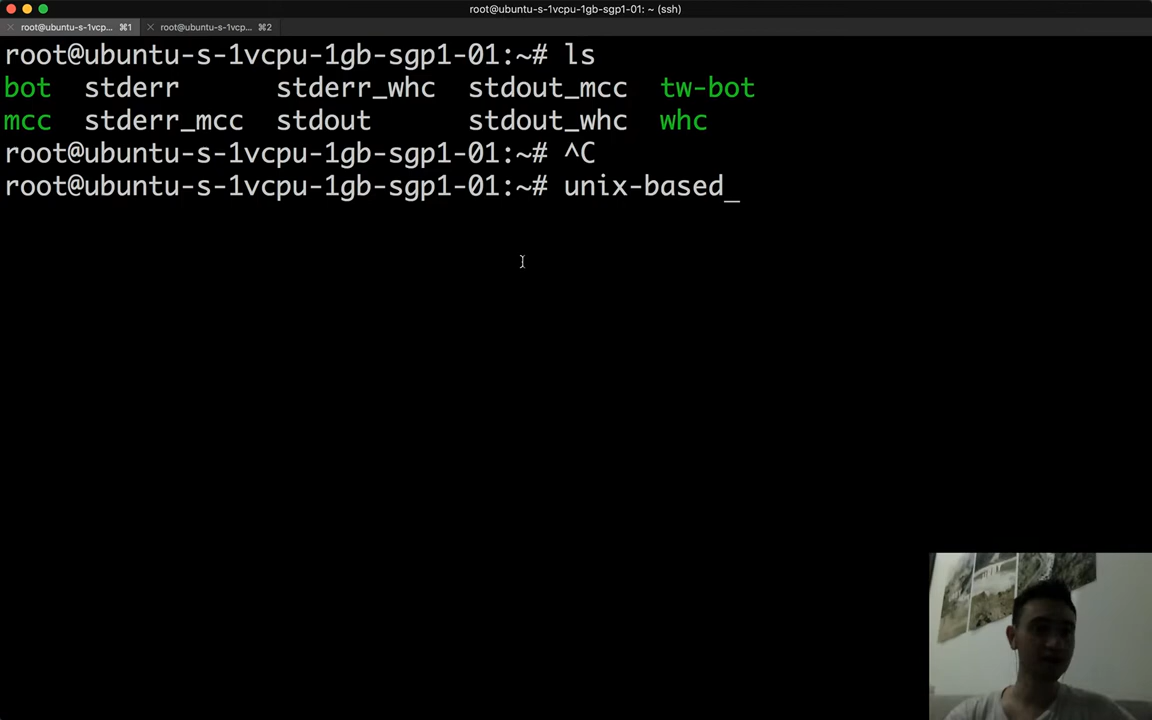 root@ubuntu-s-1vcpu-1gb-sgp1-01: ~ (ssh)
root@ubuntu-s-1vcp... ⌘1 root@ubuntu-s-1vcp... ⌘2
root@ubuntu-s-1vcpu-1gb-sgp1-01:~# ls
bot stderr stderr_whc stdout_mcc tw-bot
mcc stderr_mcc stdout stdout_whc whc
root@ubuntu-s-1vcpu-1gb-sgp1-01:~# ^C
root@ubuntu-s-1vcpu-1gb-sgp1-01:~# unix-based_